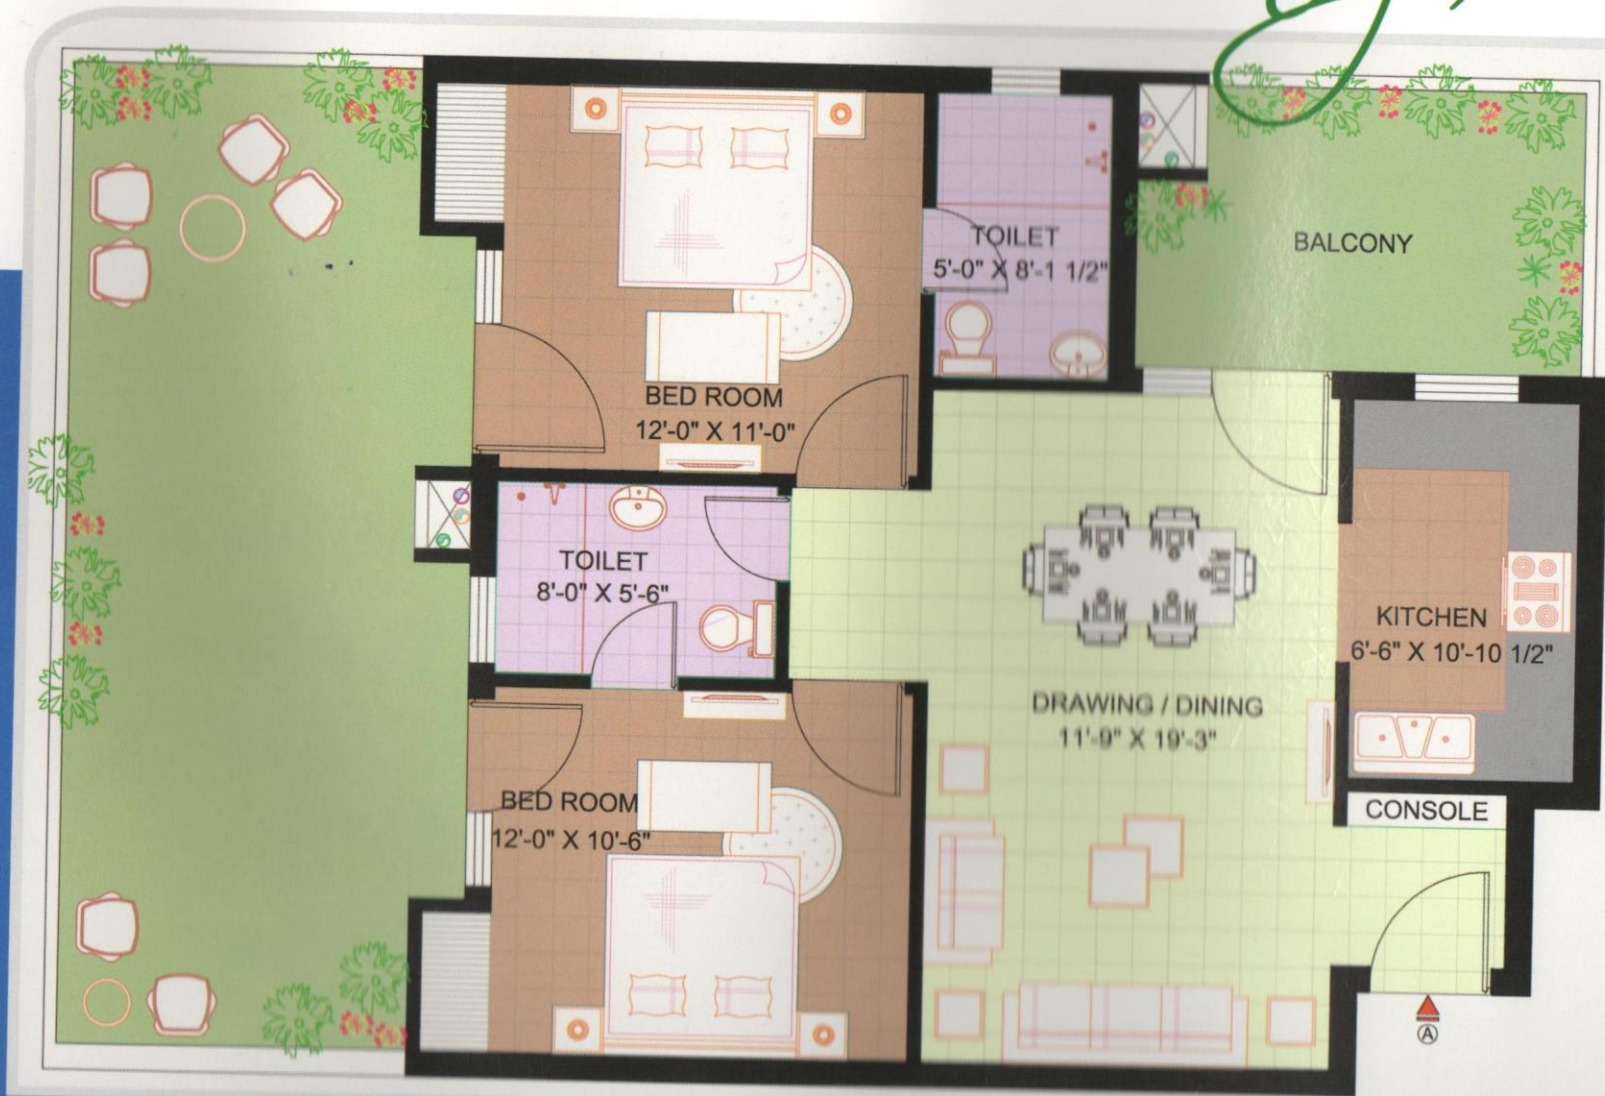 TOILET
5'-0" X 8'-1 1/2"
BALCONY
BED ROOM
12'-0" X 11'-0"
TOILET
8'-0" X 5'-6"
KITCHEN
6'-6" X 10'-10 1/2"
DRAWING / DINING
11'-9" X 19'-3"
BED ROOM
12'-0" X 10'-6"
CONSOLE
A